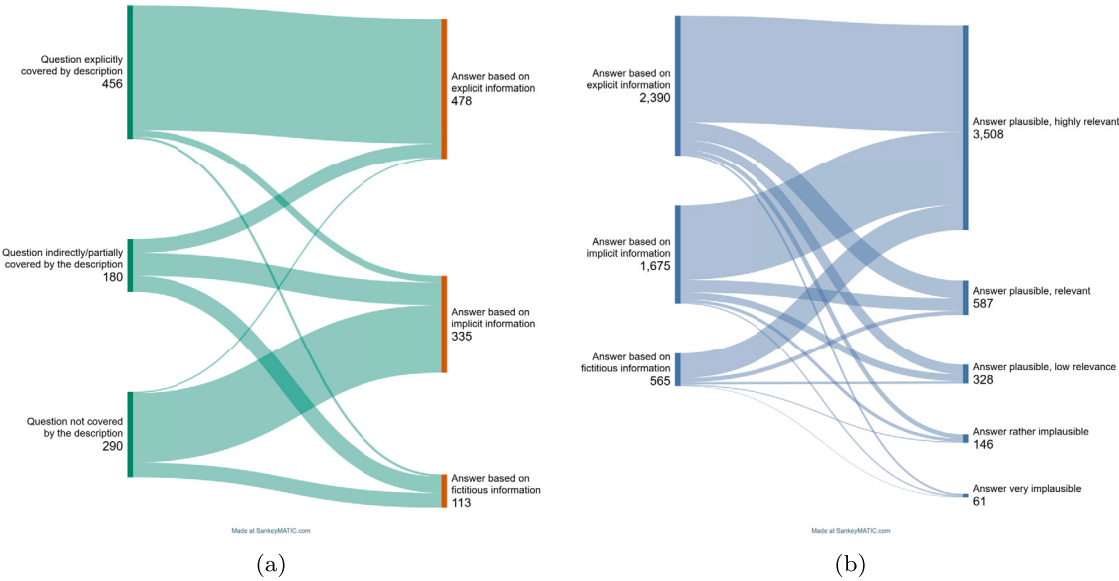 Question explicitly
covered by description
456
Question indirectly/partially
covered by the description
180
Question not covered
by the description
290
Answer based on
explicit information
478
Answer based on
implicit information
335
Answer based on
fictitious information
113
Made at SankeyMATIC.com
(a)
Answer based on
explicit information
2,390
Answer based on
implicit information
1,675
Answer based on
fictitious information
565
Answer plausible, highly relevant
3,508
Answer plausible, relevant
587
Answer plausible, low relevance
328
Answer rather implausible
146
Answer very implausible
61
Made at SankeyMATIC.com
(b)